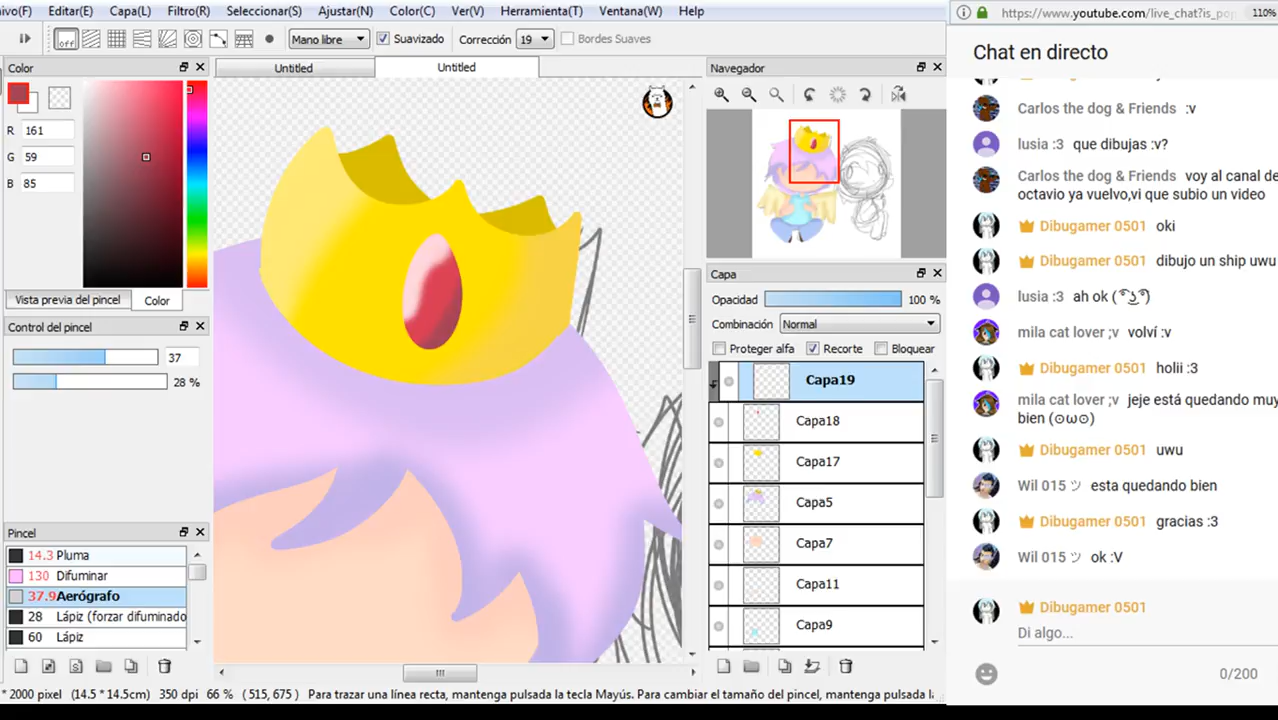 ivo(F) Editar(E) Capa(L) Filtro(R) Seleccionar(S) Ajustar(N) Color(C) Ver(V) Herramienta(T) Ventana(W) Help
off Mano libre Suavizado Corrección 19 Bordes Suaves
Color
R 161
G 59
B 85
Vista previa del pincel Color
Control del pincel
37
28 %
Pincel
14.3 Pluma
130 Difuminar
37.9 Aerógrafo
28 Lápiz (forzar difuminado
60 Lápiz
Untitled Untitled
Navegador
Capa
Opacidad 100 %
Combinación Normal
Proteger alfa Recorte Bloquear
Capa19
Capa18
Capa17
Capa5
Capa7
Capa11
Capa9
* 2000 pixel (14.5 * 14.5cm) 350 dpi 66 % (515,675) Para trazar una línea recta, mantenga pulsada la tecla Mayús. Para cambiar el tamaño del pincel, mantenga pulsada la
https://www.youtube.com/live_chat?is_pop 110%
Chat en directo
Carlos the dog & Friends :v
lusia :3 que dibujas :v?
Carlos the dog & Friends voy al canal de
octavio ya vuelvo,vi que subio un video
Dibugamer 0501 oki
Dibugamer 0501 dibujo un ship uwu
lusia :3 ah ok ( ͡° ͜ʖ ͡°)
mila cat lover ;v volví :v
Dibugamer 0501 holii :3
mila cat lover ;v jeje está quedando muy
bien (⊙ω⊙)
Dibugamer 0501 uwu
Wil 015 ツ esta quedando bien
Dibugamer 0501 gracias :3
Wil 015 ツ ok :V
Dibugamer 0501
Di algo...
0/200